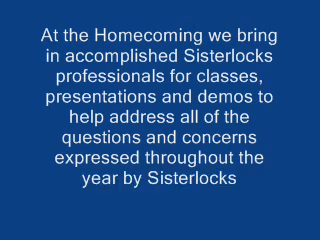 At the Homecoming we bring
in accomplished Sisterlocks
professionals for classes,
presentations and demos to
help address all of the
questions and concerns
expressed throughout the
year by Sisterlocks